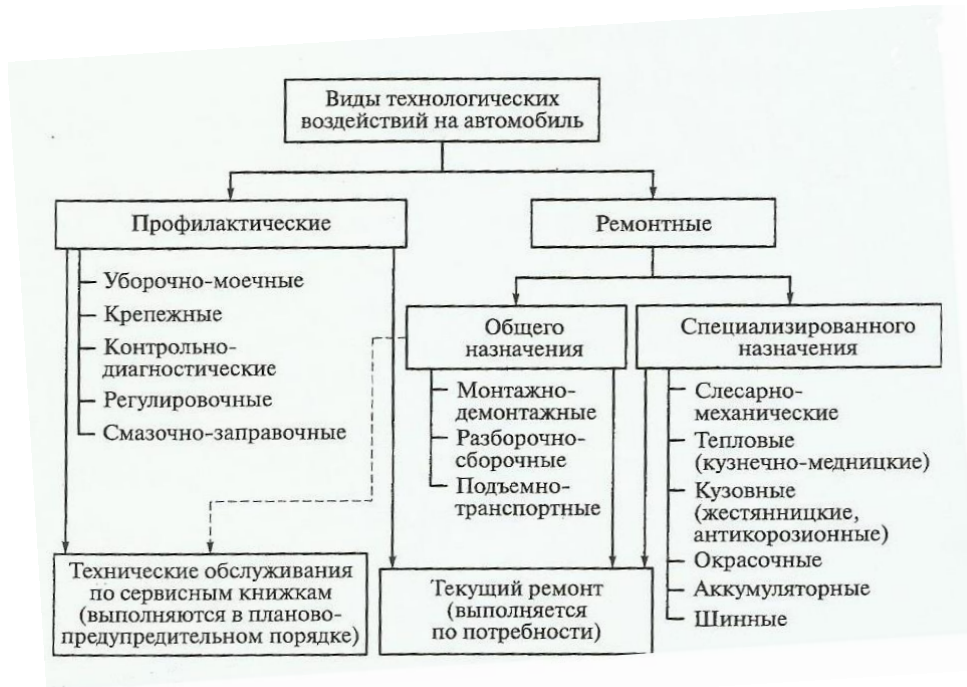 Виды технологических
воздействий на автомобиль
Профилактические
Уборочно-моечные
Крепежные
Контрольно-
диагностические
Регулировочные
Смазочно-заправочные
Ремонтные
Общего
назначения
Монтажно-
демонтажные
Разборочно-
сборочные
Подъемно-
транспортные
Специализированного
назначения
Слесарно-
механические
Тепловые
(кузнечно-медницкие)
Кузовные
(жестянницкие,
антикорозионные)
Окрасочные
Аккумуляторные
Шинные
Технические обслуживания
по сервисным книжкам
(выполняются в планово-
предупредительном порядке)
Текущий ремонт
(выполняется
по потребности)